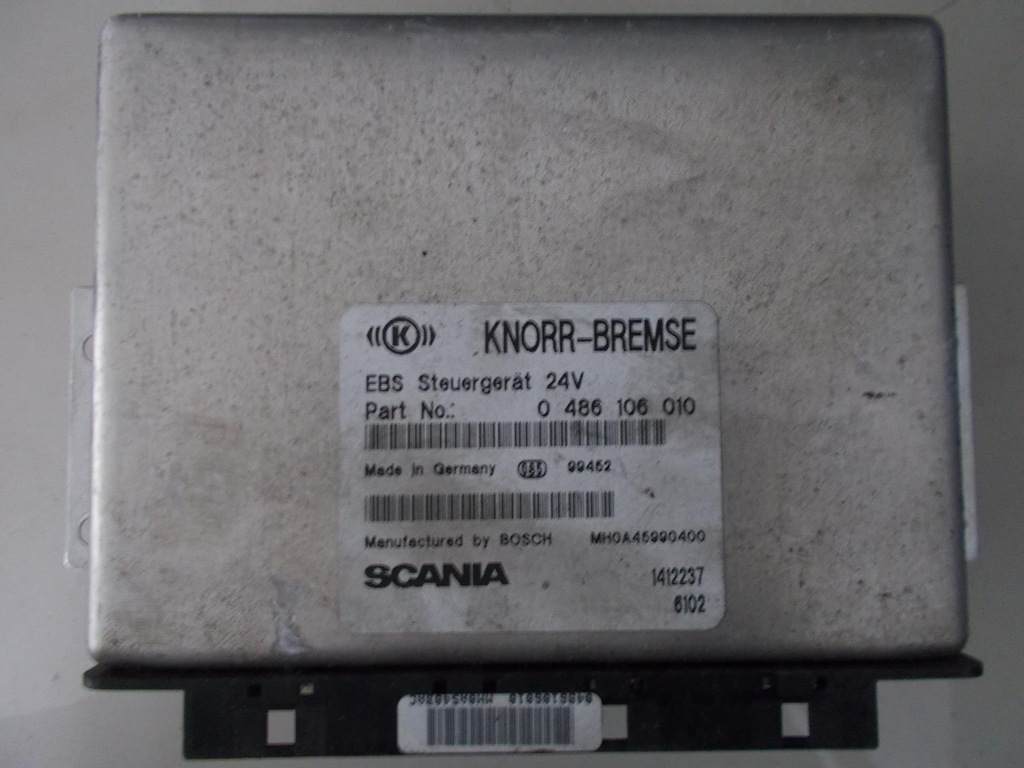 K KNORR-BREMSE
EBS Steuergerät 24V
Part No.: 0 486 106 010
Made in Germany 99452
Manufactured by BOSCH MH0A45990400
SCANIA 1412237
6102